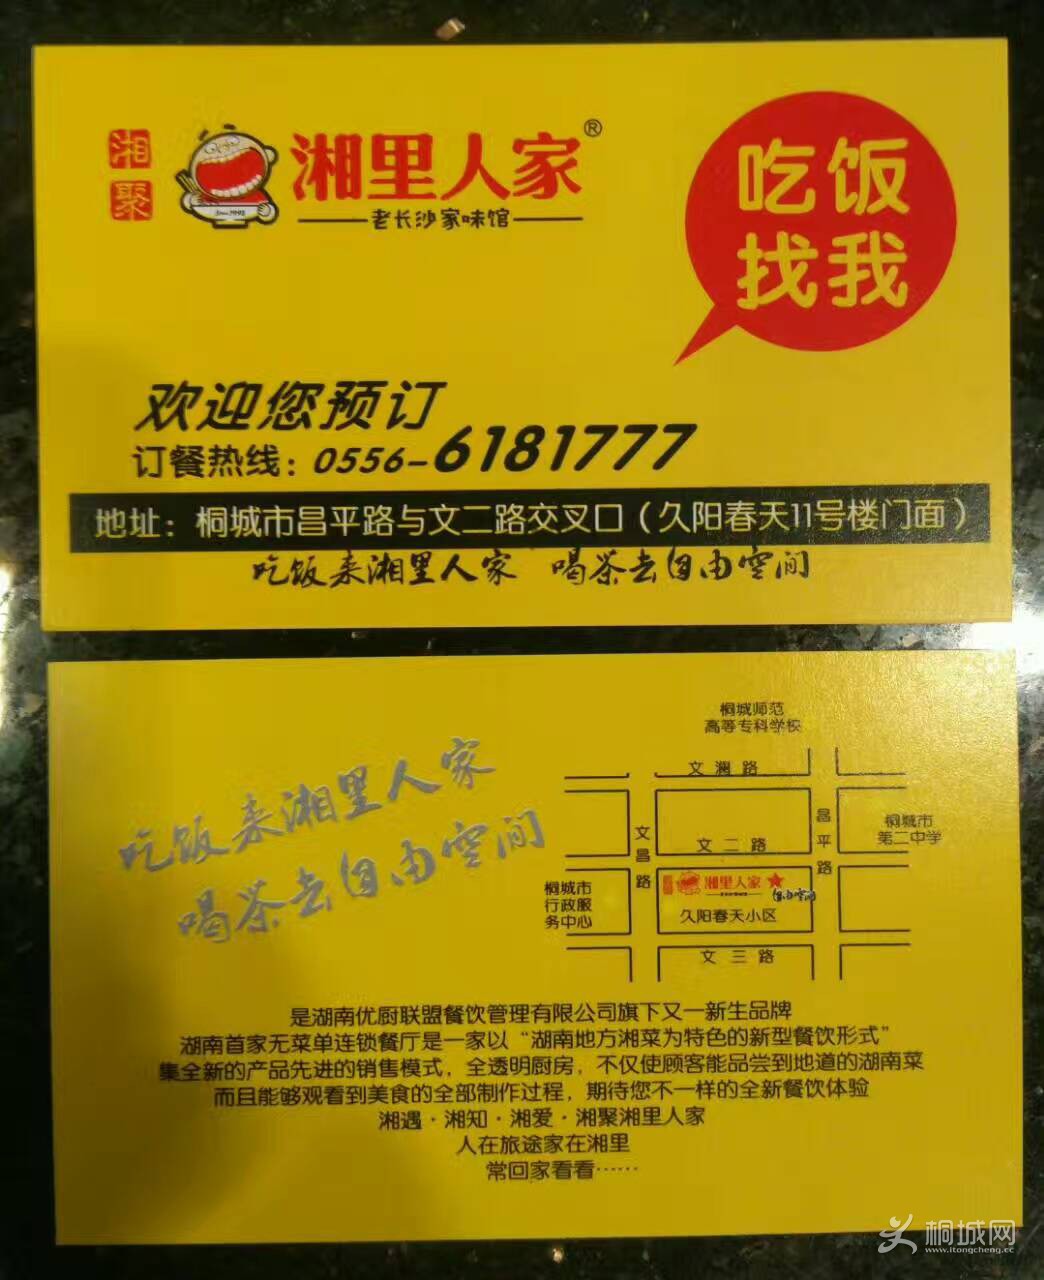 湘聚
湘里人家®
老长沙家味馆
吃饭
找我
欢迎您预订
订餐热线：0556-6181777
地址：桐城市昌平路与文二路交叉口（久阳春天11号楼门面）
吃饭来湘里人家 喝茶去自由空间
吃饭来湘里人家
喝茶去自由空间
桐城师范
高等专科学校
文澜路
文昌路
昌平路
文二路
桐城市
第二中学
桐城市
行政服
务中心
湘里人家
自由空间
久阳春天小区
文三路
是湖南优厨联盟餐饮管理有限公司旗下又一新生品牌
湖南首家无菜单连锁餐厅是一家以“湖南地方湘菜为特色的新型餐饮形式”
集全新的产品先进的销售模式，全透明厨房，不仅使顾客能品尝到地道的湖南菜
而且能够观看到美食的全部制作过程，期待您不一样的全新餐饮体验
湘遇·湘知·湘爱·湘聚湘里人家
人在旅途家在湘里
常回家看看……
桐城网
www.itongcheng.cc